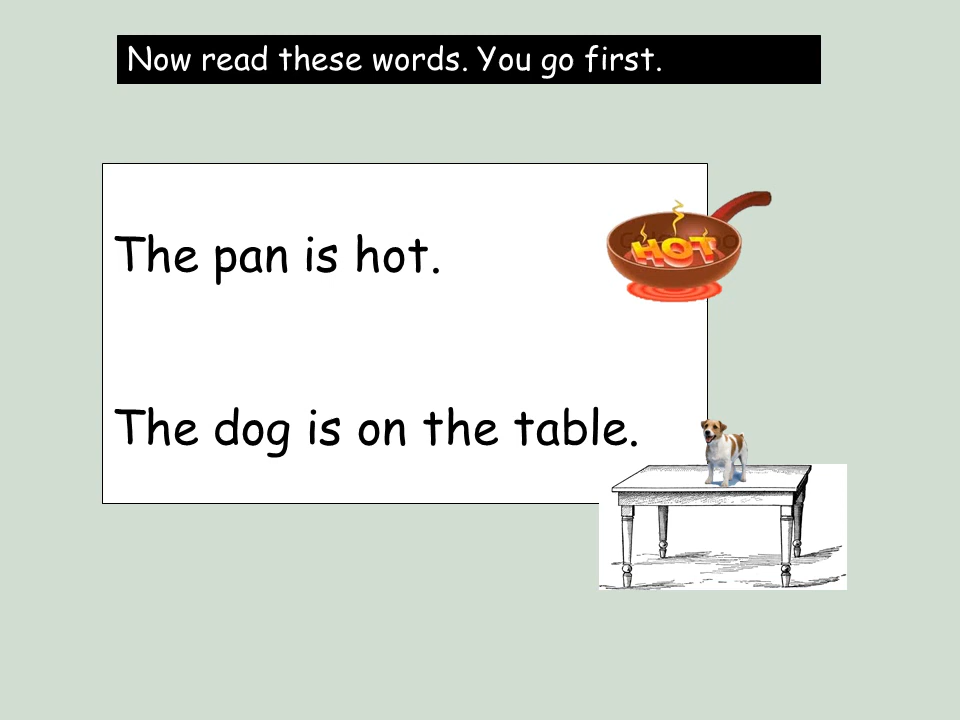 Now read these words. You go first.
The pan is hot.
HOT
The dog is on the table.